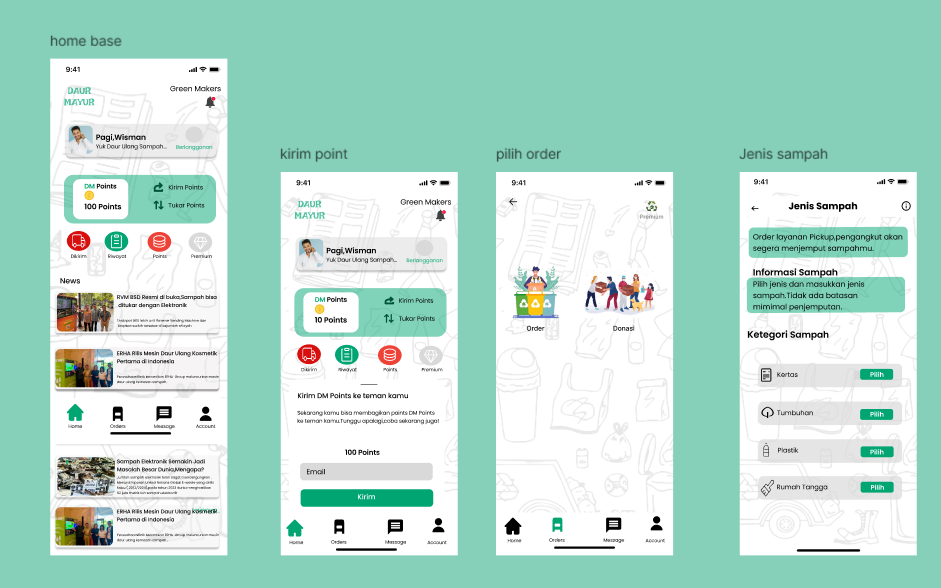 home base
9:41
DAUR
MAYUR
Green Makers
Pagi,Wisman
Yuk Daur Ulang Sampah...
Berlangganan
DM Points
100 Points
Kirim Points
Tukar Points
Dikirim
Riwayat
Points
Premium
News
RVM BSD Resmi di buka,Sampah bisa
ditukar dengan Elektronik
ERHA Rilis Mesin Daur Ulang Kosmetik
Pertama di Indonesia
Home
Orders
Message
Account
Sampah Elektronik Semakin Jadi
Masalah Besar Dunia,Mengapa?
ERHA Rilis Mesin Daur Ulang Kosmetik
Pertama di Indonesia
kirim point
9:41
DAUR
MAYUR
Green Makers
Pagi,Wisman
Yuk Daur Ulang Sampah...
Berlangganan
DM Points
10 Points
Kirim Points
Tukar Points
Dikirim
Riwayat
Points
Premium
Kirim DM Points ke teman kamu
Sekarang kamu bisa membagikan points DM Points
ke teman kamu.Tunggu apalagi,coba sekarang juga!
100 Points
Email
Kirim
Home
Orders
Message
Account
pilih order
9:41
Premium
Order
Donasi
Home
Orders
Message
Account
Jenis sampah
9:41
Jenis Sampah
Order layanan Pickup,pengangkut akan
segera menjemput sampahmu.
Informasi Sampah
Pilih jenis dan masukkan jenis
sampah.Tidak ada batasan
mimimal penjemputan.
Ketegori Sampah
Kertas
Pilih
Tumbuhan
Pilih
Plastik
Pilih
Rumah Tangga
Pilih